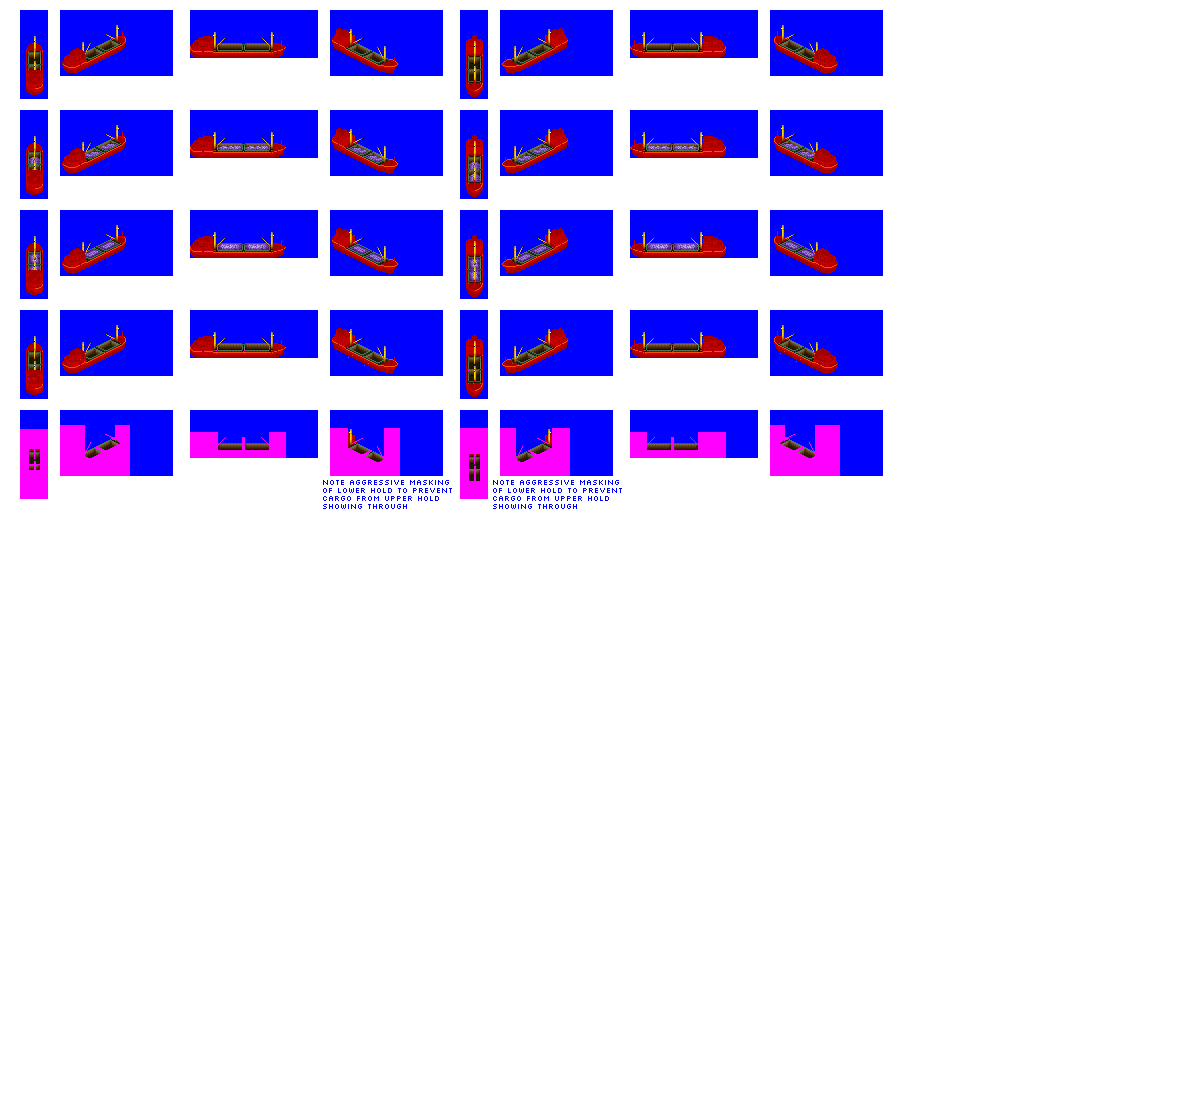 NOTE AGGRESSIVE MASKING
OF LOWER HOLD TO PREVENT
CARGO FROM UPPER HOLD
SHOWING THROUGH
NOTE AGGRESSIVE MASKING
OF LOWER HOLD TO PREVENT
CARGO FROM UPPER HOLD
SHOWING THROUGH